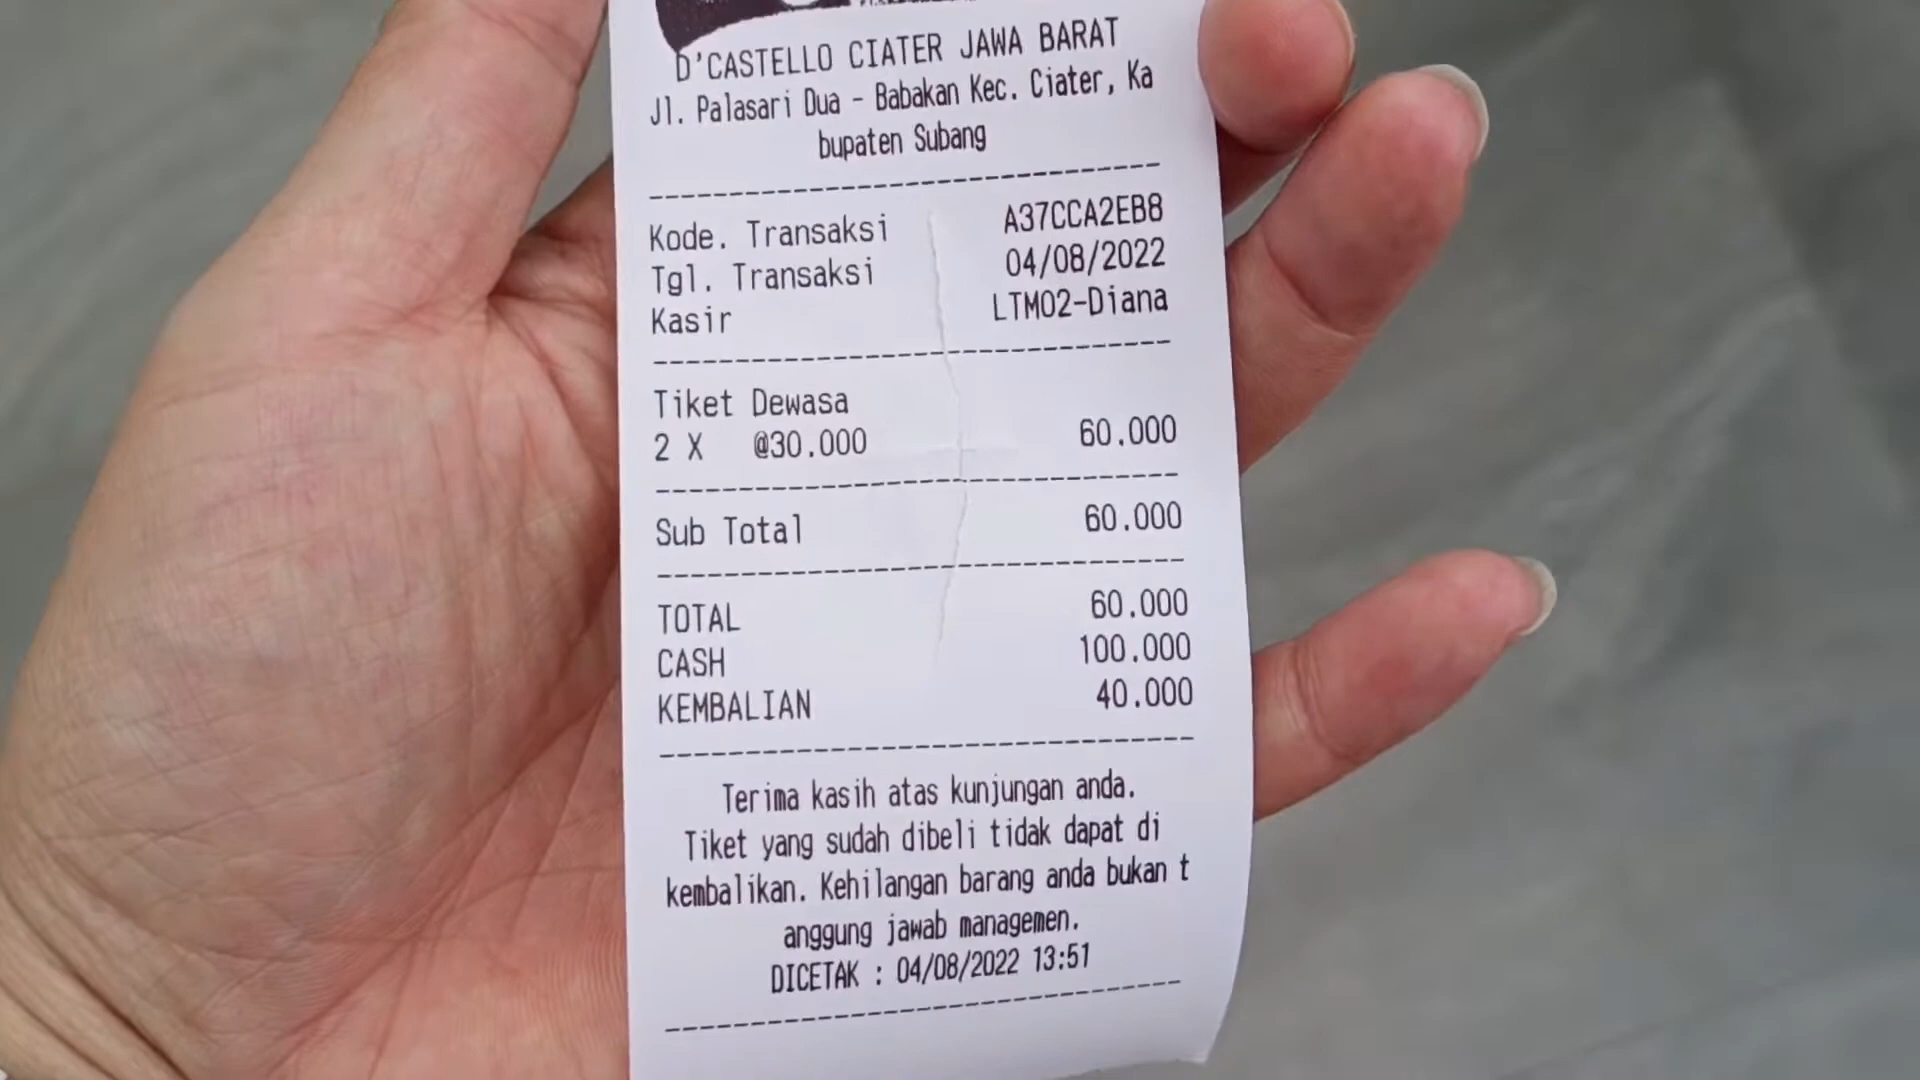 D'CASTELLO CIATER JAWA BARAT
Jl. Palasari Dua - Babakan Kec. Ciater, Ka
bupaten Subang
Kode. Transaksi A37CCA2EB8
Tgl. Transaksi 04/08/2022
Kasir LTM02-Diana
Tiket Dewasa
2 X @30.000 60.000
Sub Total 60.000
TOTAL 60.000
CASH 100.000
KEMBALIAN 40.000
Terima kasih atas kunjungan anda.
Tiket yang sudah dibeli tidak dapat di
kembalikan. Kehilangan barang anda bukan t
anggung jawab managemen.
DICETAK : 04/08/2022 13:51